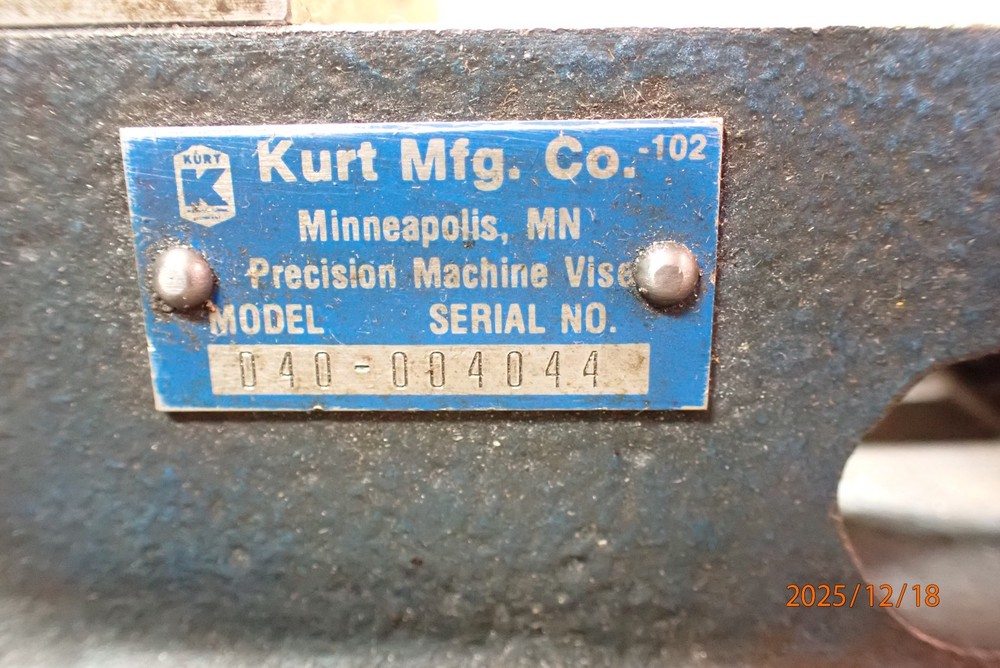 KURT
K
Kurt Mfg. Co. -102
Minneapolis, MN
Precision Machine Vise
MODEL SERIAL NO.
D40-004044
2025/12/18